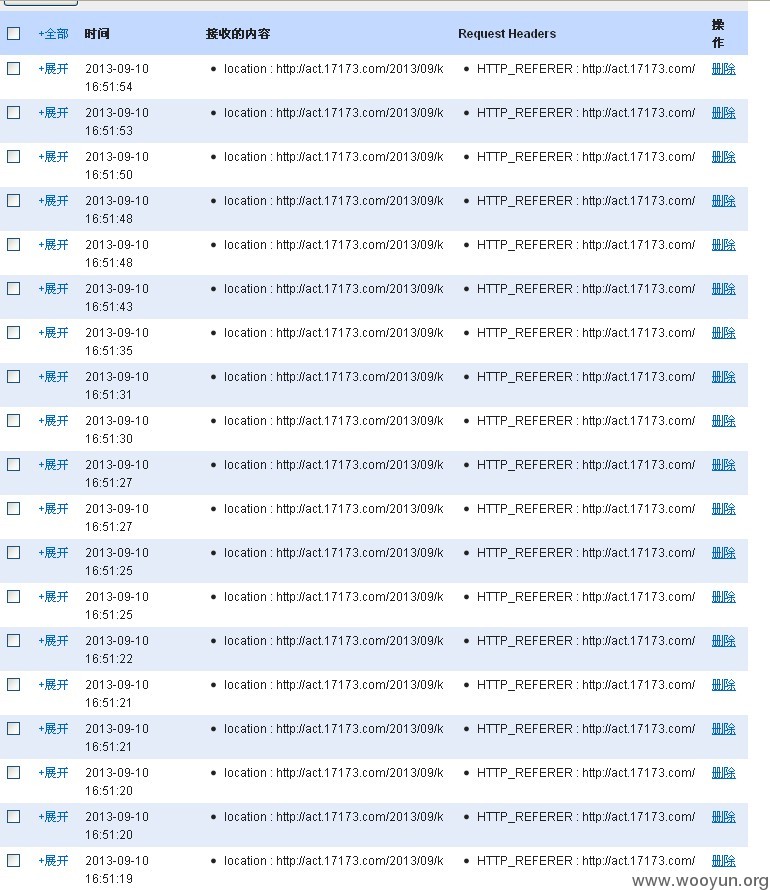 +全部 时间 接收的内容 Request Headers 操
作
+展开 2013-09-10 • location : http://act.17173.com/2013/09/k • HTTP_REFERER : http://act.17173.com/ 删除
16:51:54
+展开 2013-09-10 • location : http://act.17173.com/2013/09/k • HTTP_REFERER : http://act.17173.com/ 删除
16:51:53
+展开 2013-09-10 • location : http://act.17173.com/2013/09/k • HTTP_REFERER : http://act.17173.com/ 删除
16:51:50
+展开 2013-09-10 • location : http://act.17173.com/2013/09/k • HTTP_REFERER : http://act.17173.com/ 删除
16:51:48
+展开 2013-09-10 • location : http://act.17173.com/2013/09/k • HTTP_REFERER : http://act.17173.com/ 删除
16:51:48
+展开 2013-09-10 • location : http://act.17173.com/2013/09/k • HTTP_REFERER : http://act.17173.com/ 删除
16:51:43
+展开 2013-09-10 • location : http://act.17173.com/2013/09/k • HTTP_REFERER : http://act.17173.com/ 删除
16:51:35
+展开 2013-09-10 • location : http://act.17173.com/2013/09/k • HTTP_REFERER : http://act.17173.com/ 删除
16:51:31
+展开 2013-09-10 • location : http://act.17173.com/2013/09/k • HTTP_REFERER : http://act.17173.com/ 删除
16:51:30
+展开 2013-09-10 • location : http://act.17173.com/2013/09/k • HTTP_REFERER : http://act.17173.com/ 删除
16:51:27
+展开 2013-09-10 • location : http://act.17173.com/2013/09/k • HTTP_REFERER : http://act.17173.com/ 删除
16:51:27
+展开 2013-09-10 • location : http://act.17173.com/2013/09/k • HTTP_REFERER : http://act.17173.com/ 删除
16:51:25
+展开 2013-09-10 • location : http://act.17173.com/2013/09/k • HTTP_REFERER : http://act.17173.com/ 删除
16:51:25
+展开 2013-09-10 • location : http://act.17173.com/2013/09/k • HTTP_REFERER : http://act.17173.com/ 删除
16:51:22
+展开 2013-09-10 • location : http://act.17173.com/2013/09/k • HTTP_REFERER : http://act.17173.com/ 删除
16:51:21
+展开 2013-09-10 • location : http://act.17173.com/2013/09/k • HTTP_REFERER : http://act.17173.com/ 删除
16:51:21
+展开 2013-09-10 • location : http://act.17173.com/2013/09/k • HTTP_REFERER : http://act.17173.com/ 删除
16:51:20
+展开 2013-09-10 • location : http://act.17173.com/2013/09/k • HTTP_REFERER : http://act.17173.com/ 删除
16:51:20
+展开 2013-09-10 • location : http://act.17173.com/2013/09/k • HTTP_REFERER : http://act.17173.com/ 删除
16:51:19
www.wooyun.org